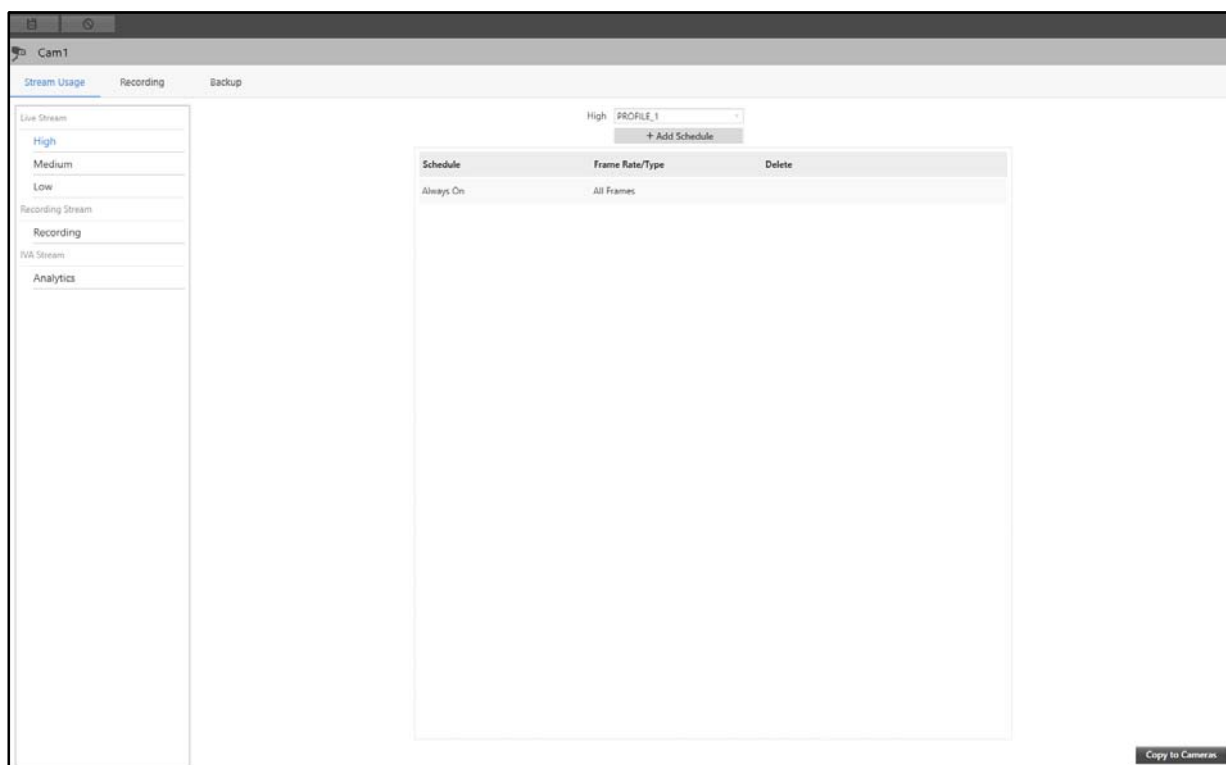 Cam1
Stream Usage Recording Backup
Live Stream
High
Medium
Low
Recording Stream
Recording
IVA Stream
Analytics
High PROFILE_1
+ Add Schedule
Schedule Frame Rate/Type Delete
Always On All Frames
Copy to Cameras